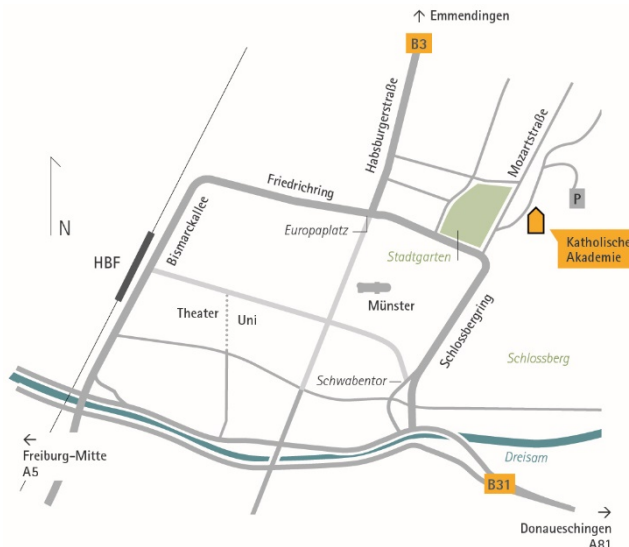 ↑ Emmendingen
B3
Habsburgerstraße
Mozartstraße
Friedrichring
P
N
Europaplatz
Stadtgarten
Katholische
Akademie
HBF
Bismarckallee
Münster
Theater
Uni
Schlossbergring
Schlossberg
Schwabentor
←
Freiburg-Mitte
A5
Dreisam
B31
→
Donaueschingen
A81